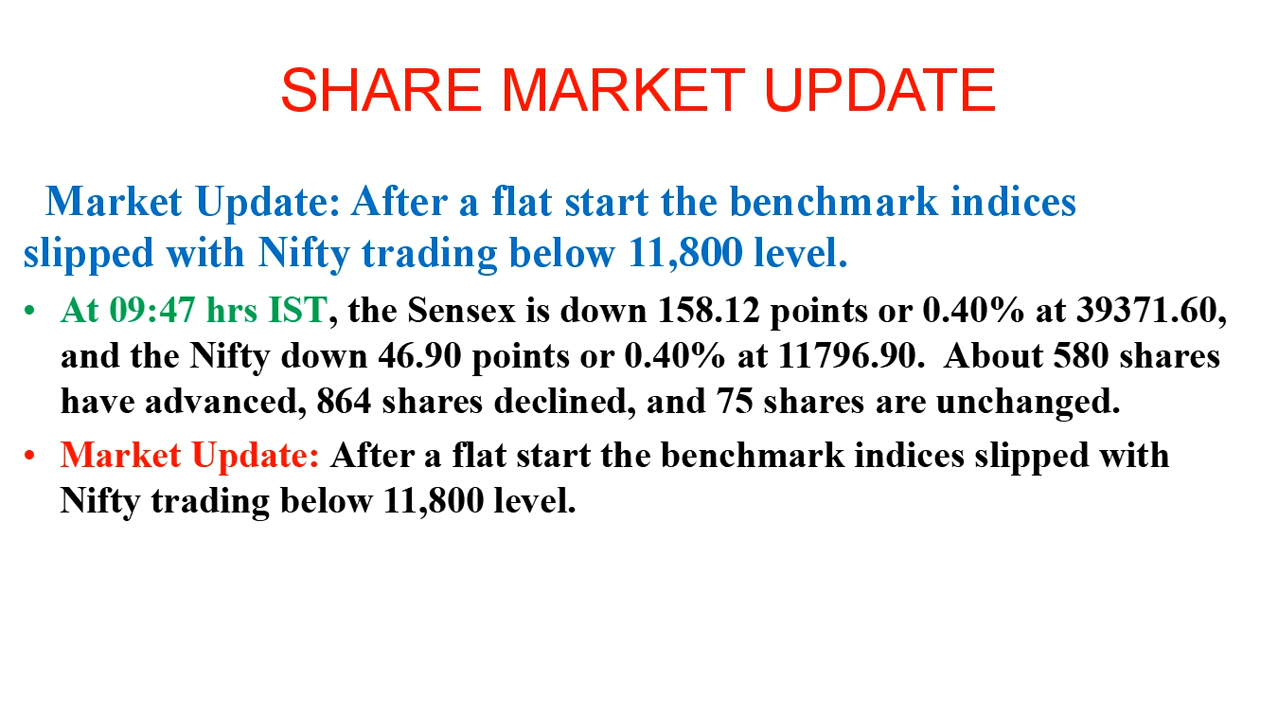 SHARE MARKET UPDATE
Market Update: After a flat start the benchmark indices
slipped with Nifty trading below 11,800 level.
• At 09:47 hrs IST, the Sensex is down 158.12 points or 0.40% at 39371.60,
and the Nifty down 46.90 points or 0.40% at 11796.90.  About 580 shares
have advanced, 864 shares declined, and 75 shares are unchanged.
• Market Update: After a flat start the benchmark indices slipped with
Nifty trading below 11,800 level.